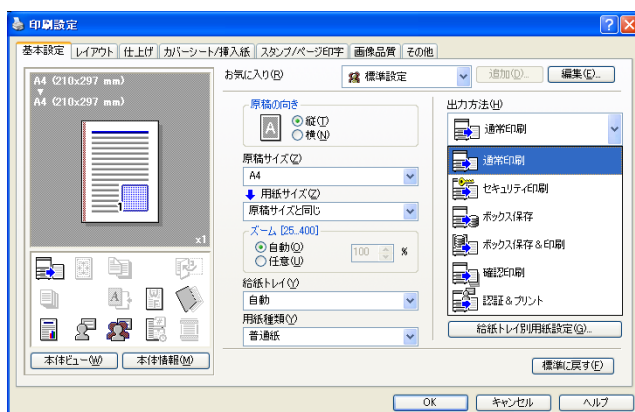 印刷設定
基本設定 レイアウト 仕上げ カバーシート/挿入紙 スタンプ/ページ印字 画像品質 その他
A4 (210x297 mm)
A4 (210x297 mm)
1
x1
本体ビュー(W) 本体情報(M)
お気に入り(R) 標準設定 追加(D)... 編集(E)...
原稿の向き
A
縦(T)
横(N)
原稿サイズ(Z)
A4
用紙サイズ(Z)
原稿サイズと同じ
ズーム [25...400]
自動(O)
任意(U)
100 %
給紙トレイ(Y)
自動
用紙種類(Y)
普通紙
出力方法(H)
通常印刷
通常印刷
セキュリティ印刷
ボックス保存
ボックス保存&印刷
確認印刷
認証&プリント
給紙トレイ別用紙設定(G)...
標準に戻す(F)
OK キャンセル ヘルプ